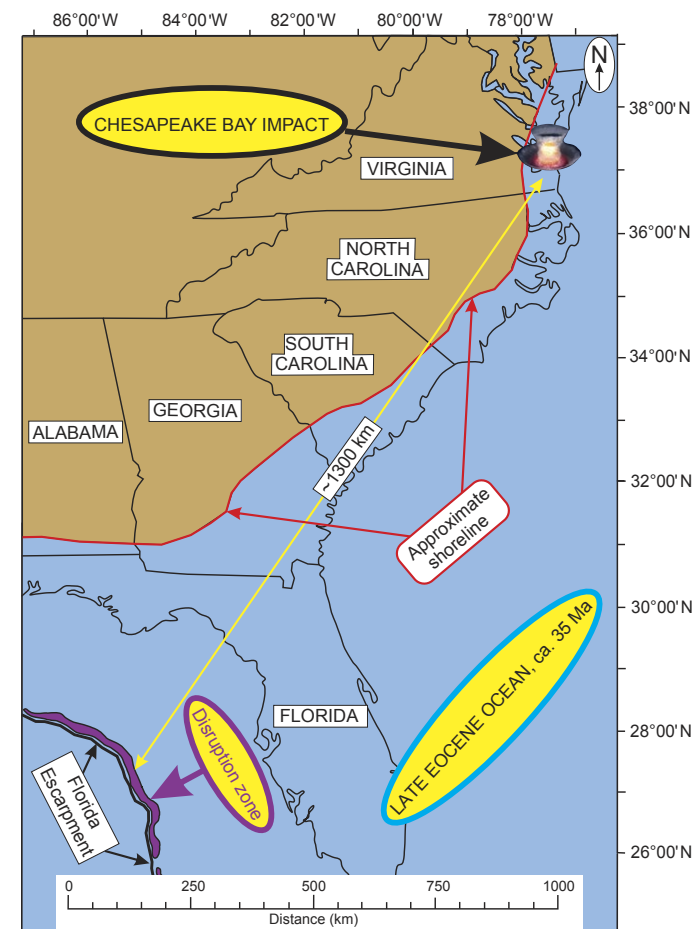 86°00'W 84°00'W 82°00'W 80°00'W 78°00'W
N
38°00'N
CHESAPEAKE BAY IMPACT
VIRGINIA
36°00'N
NORTH
CAROLINA
34°00'N
SOUTH
CAROLINA
GEORGIA
ALABAMA
~1300 km
32°00'N
Approximate
shoreline
30°00'N
LATE EOCENE OCEAN, ca. 35 Ma
FLORIDA
Disruption zone
28°00'N
Florida
Escarpment
26°00'N
0 250 500 750 1000
Distance (km)